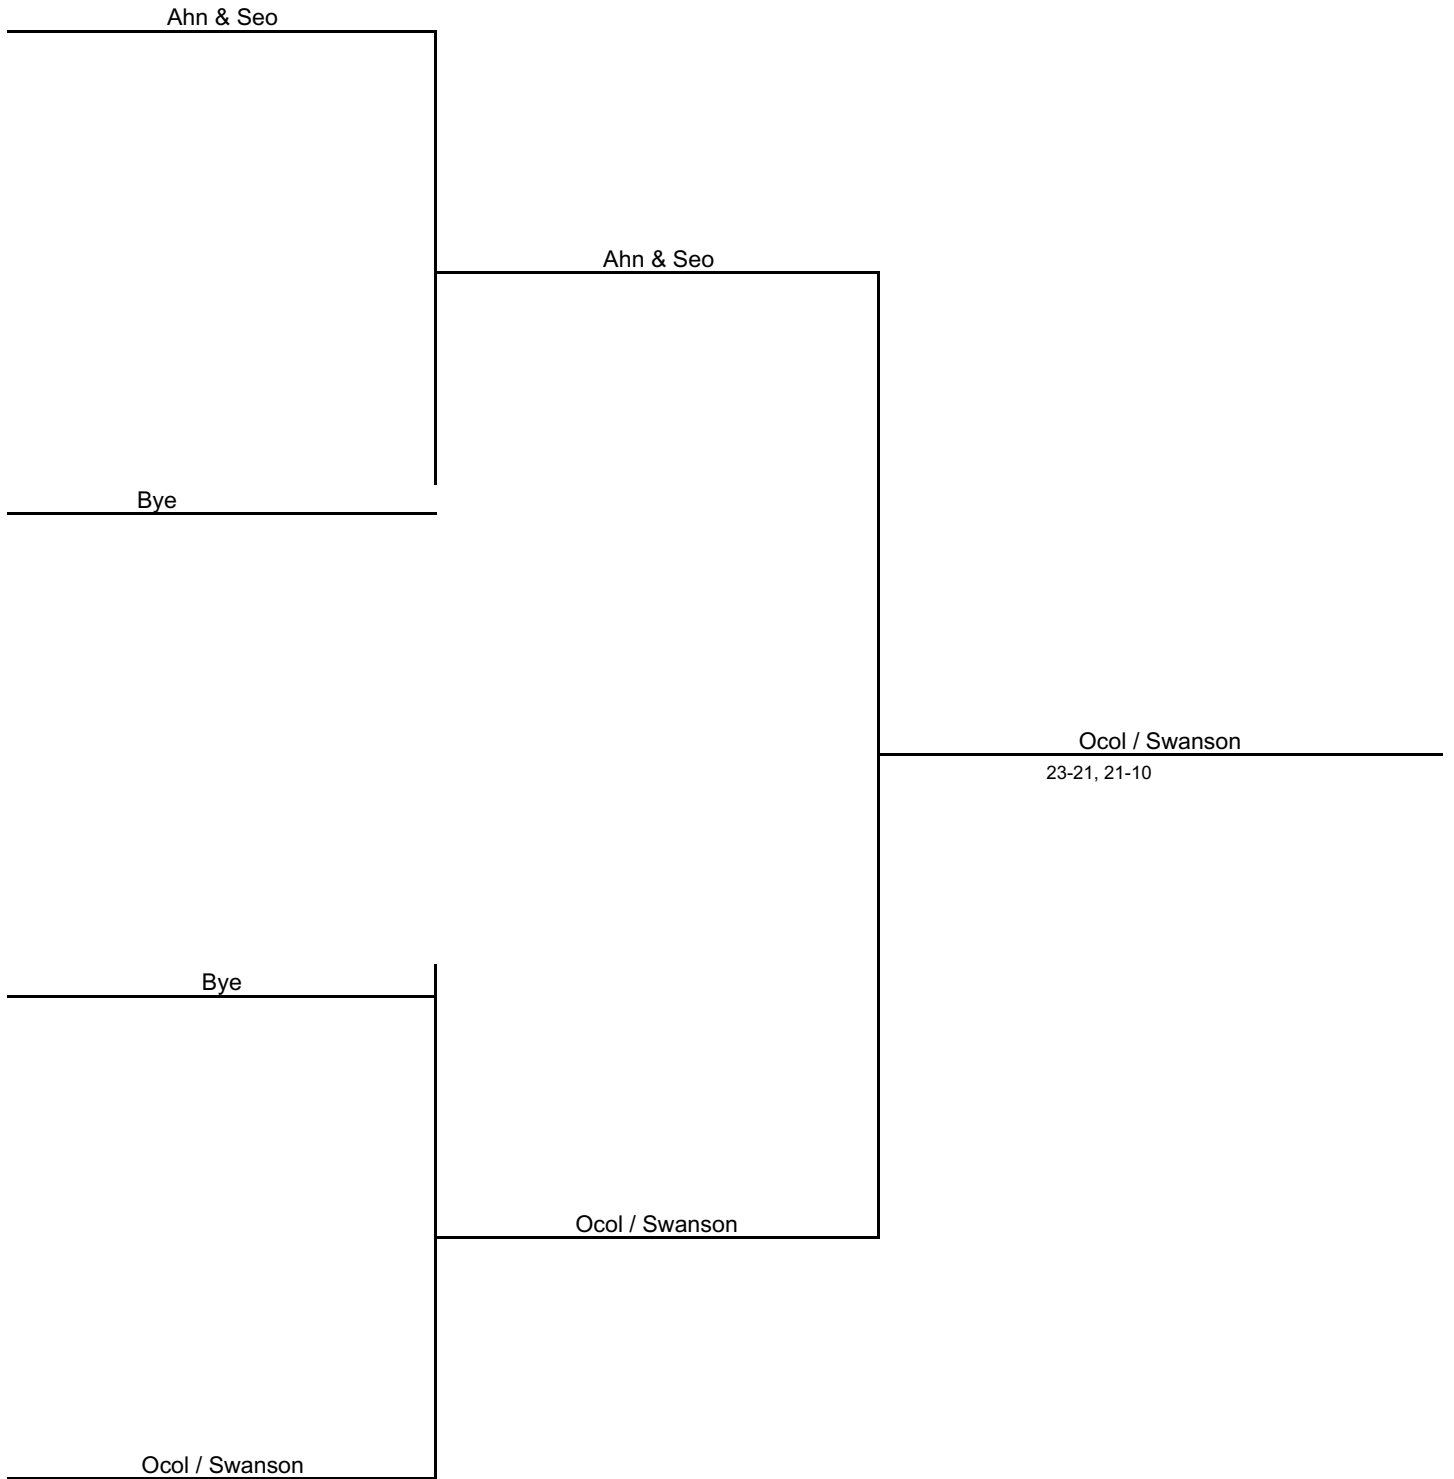 Ahn & Seo
Ahn & Seo
Bye
Ocol / Swanson
23-21, 21-10
Bye
Ocol / Swanson
Ocol / Swanson